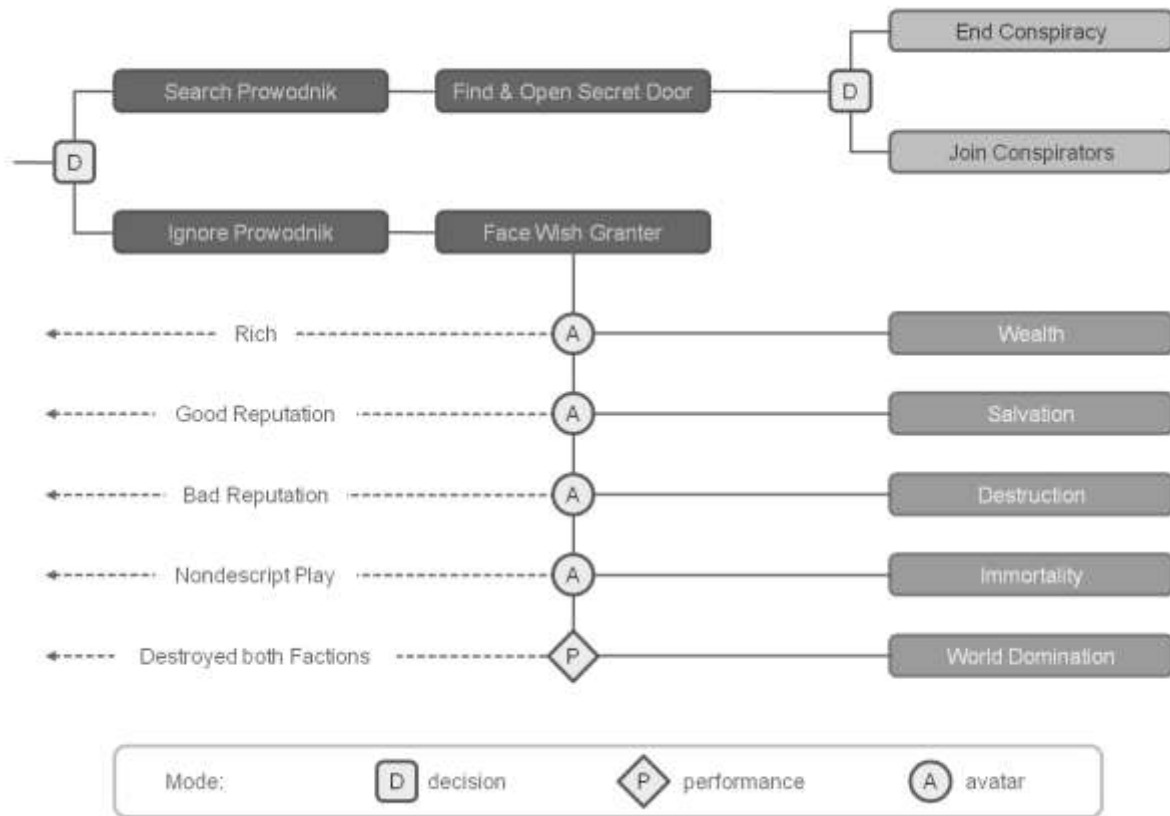 End Conspiracy
Search Prowodnik Find & Open Secret Door D
D Join Conspirators
Ignore Prowodnik Face Wish Granter
Rich A Wealth
Good Reputation A Salvation
Bad Reputation A Destruction
Nondescript Play A Immortality
Destroyed both Factions P World Domination
Mode: D decision P performance A avatar